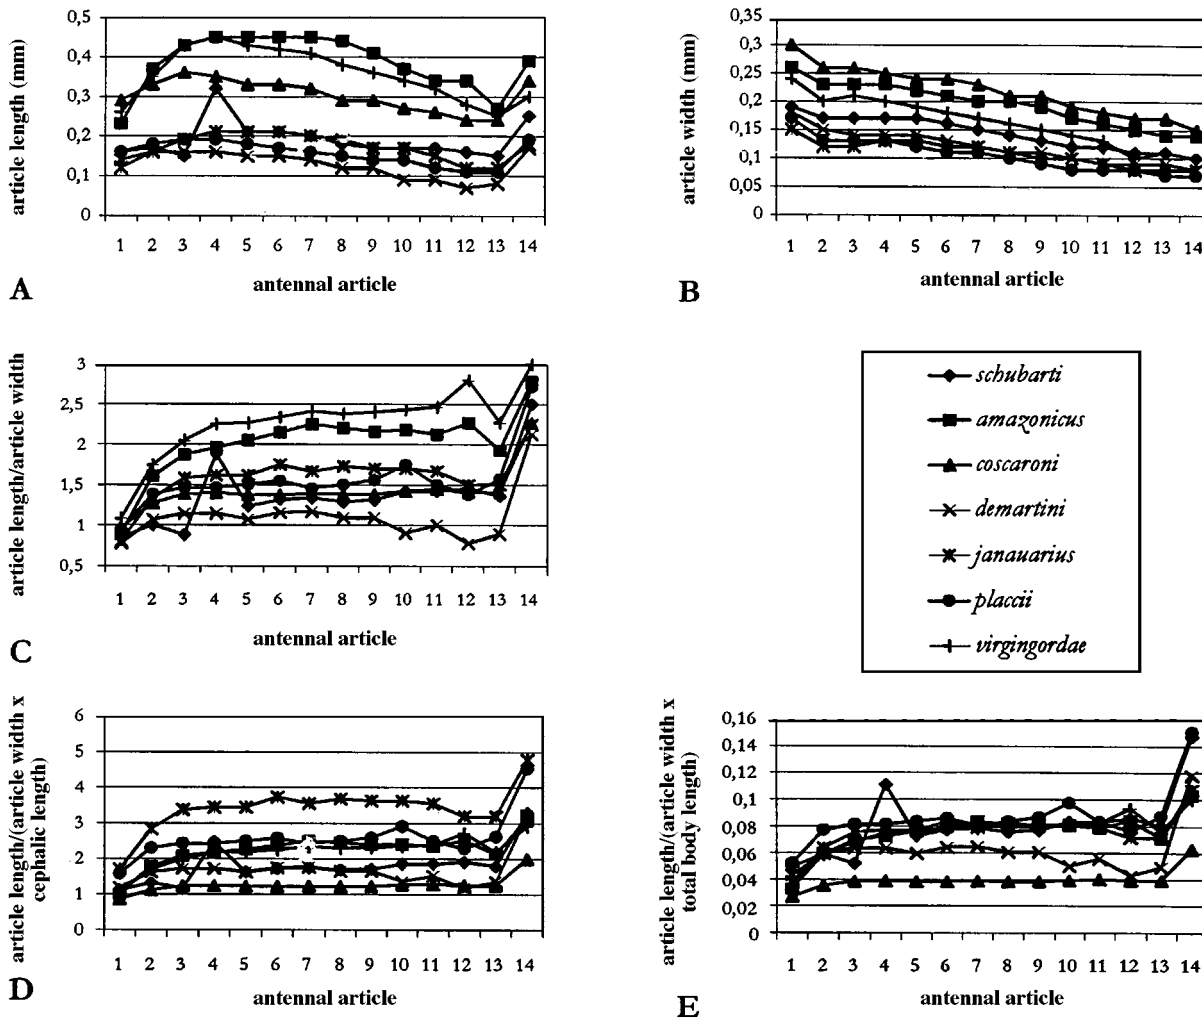 article length (mm)
0,5
0,4
0,3
0,2
0,1
0
1 2 3 4 5 6 7 8 9 10 11 12 13 14
antennal article
A
article width (mm)
0,35
0,3
0,25
0,2
0,15
0,1
0,05
0
1 2 3 4 5 6 7 8 9 10 11 12 13 14
antennal article
B
article length/article width
3
2,5
2
1,5
1
0,5
1 2 3 4 5 6 7 8 9 10 11 12 13 14
antennal article
C
schubarti
amazonicus
coscaroni
demartini
janauarius
placcii
virgingordae
article length/(article width x
cephalic length)
6
5
4
3
2
1
0
1 2 3 4 5 6 7 8 9 10 11 12 13 14
antennal article
D
article length/(article width x
total body length)
0,16
0,14
0,12
0,1
0,08
0,06
0,04
0,02
0
1 2 3 4 5 6 7 8 9 10 11 12 13 14
antennal article
E